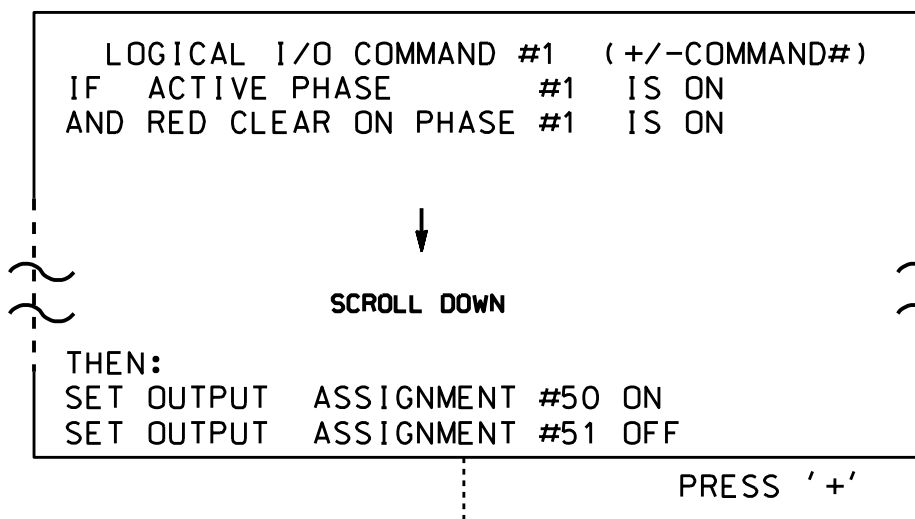 LOGICAL I/O COMMAND #1 (+/-COMMAND#)
IF ACTIVE PHASE #1 IS ON
AND RED CLEAR ON PHASE #1 IS ON
SCROLL DOWN
THEN:
SET OUTPUT ASSIGNMENT #50 ON
SET OUTPUT ASSIGNMENT #51 OFF
PRESS '+'